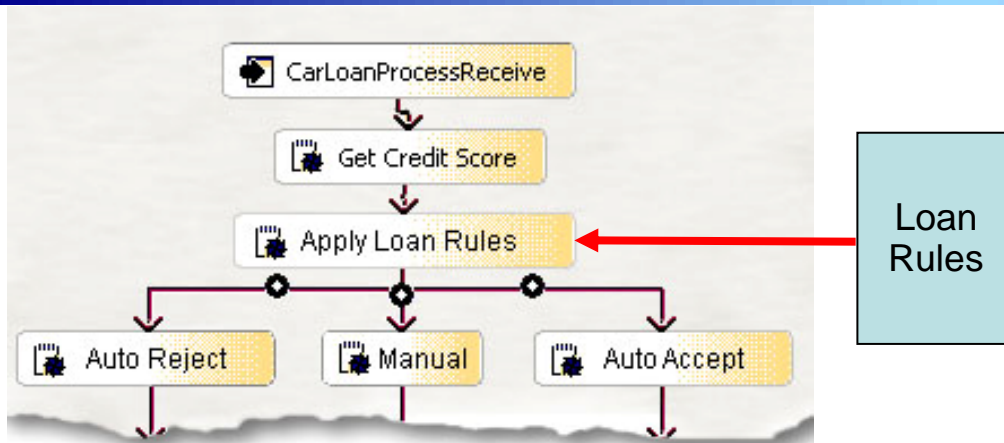 CarLoanProcessReceive
Get Credit Score
Apply Loan Rules
Loan
Rules
Auto Reject
Manual
Auto Accept